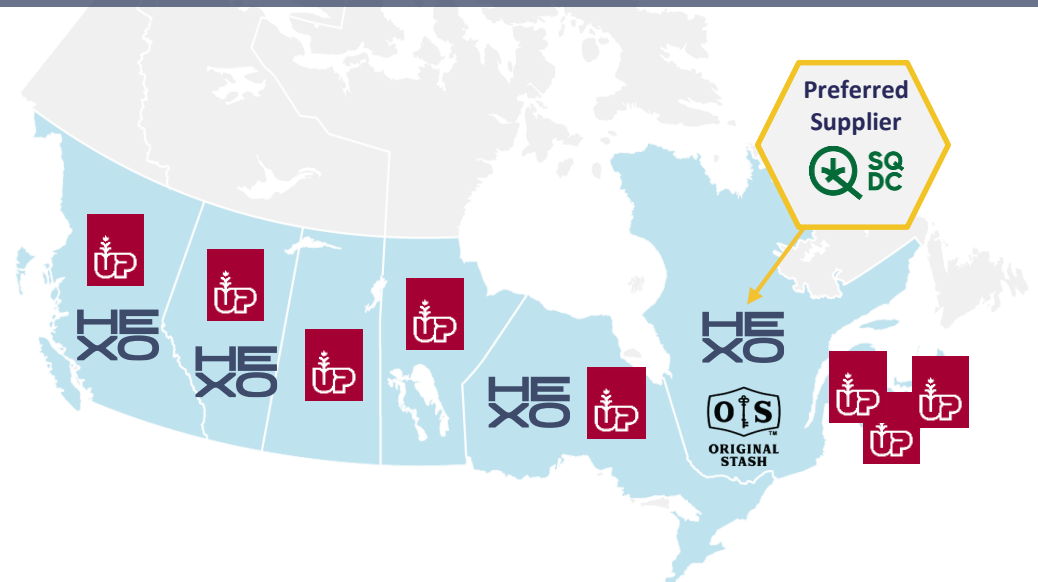 Preferred
Supplier
SQ
DC
UP
UP
UP
UP
HE
XO
HE
XO
HE
XO
UP
HE
XO
OS
TM
ORIGINAL
STASH
UP
UP
UP